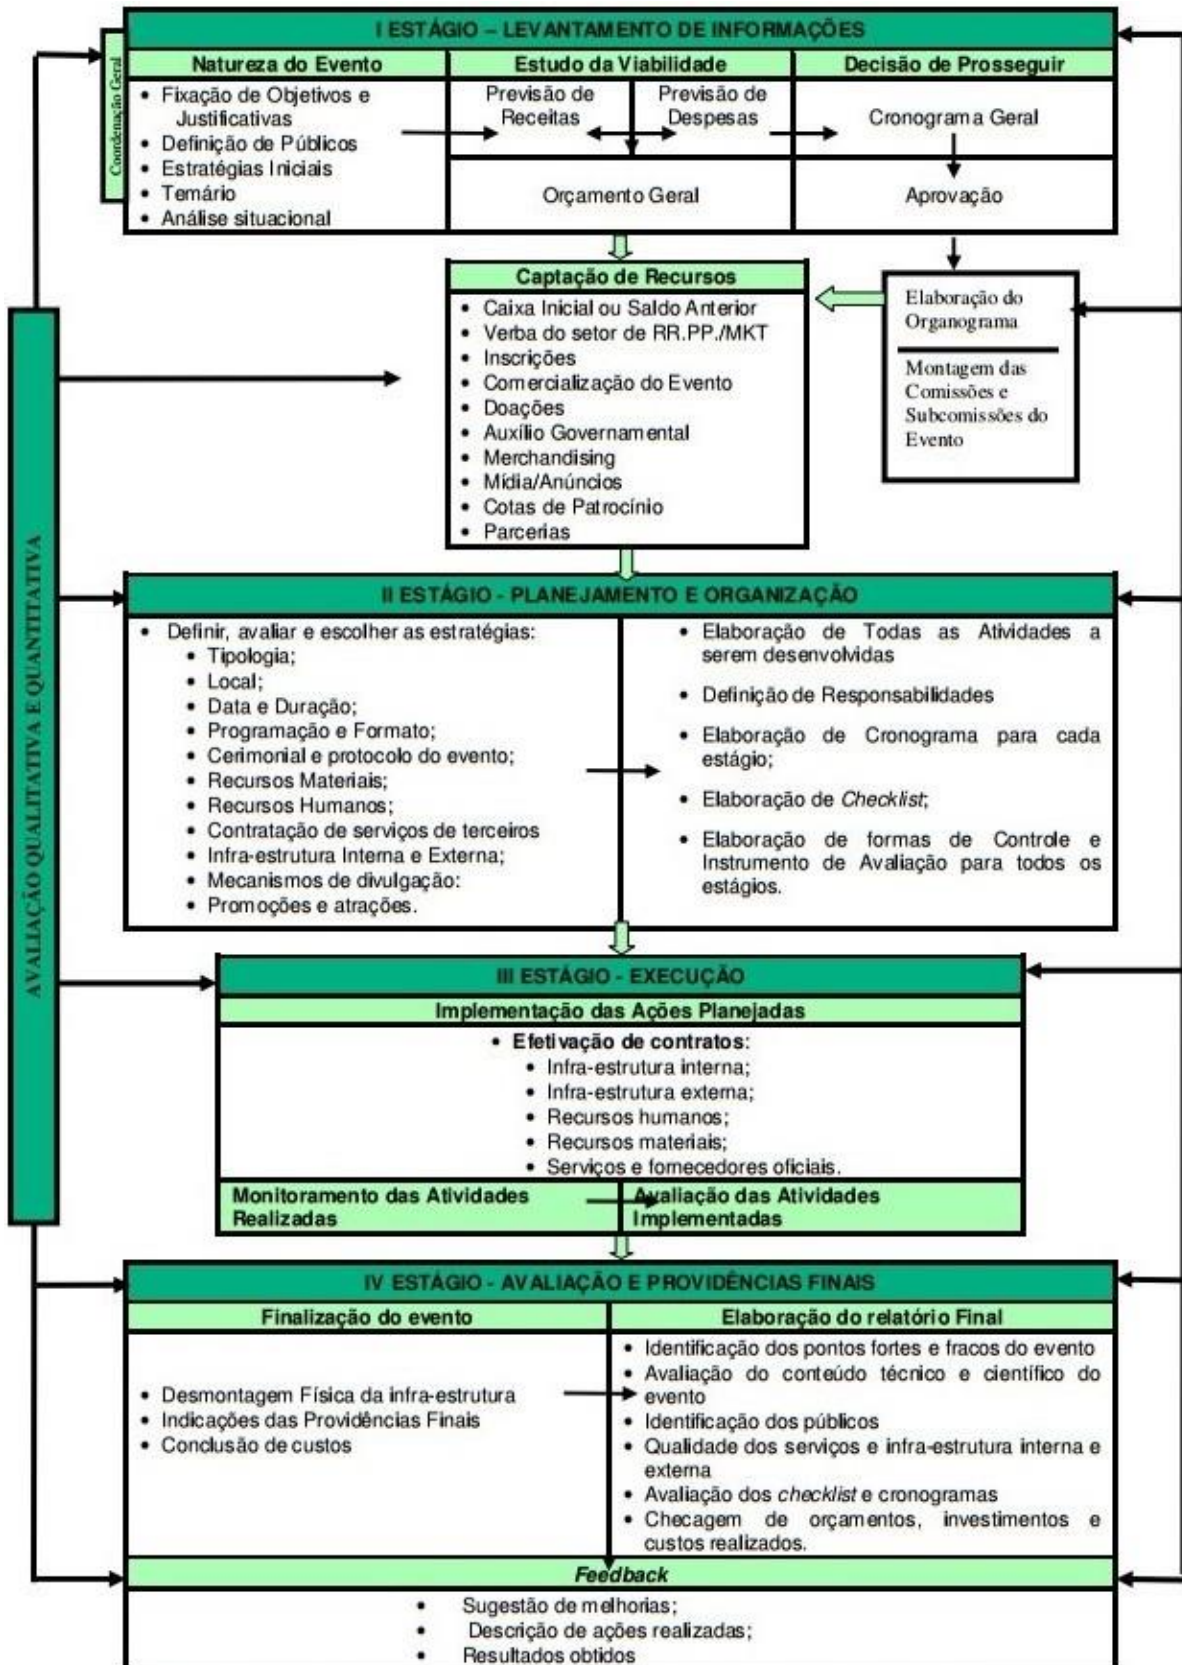 I ESTÁGIO – LEVANTAMENTO DE INFORMAÇÕES
Coordenação Geral
Natureza do Evento
• Fixação de Objetivos e
Justificativas
• Definição de Públicos
• Estratégias Iniciais
• Temário
• Análise situacional
Estudo da Viabilidade
Previsão de
Receitas
Previsão de
Despesas
Orçamento Geral
Decisão de Prosseguir
Cronograma Geral
Aprovação
Captação de Recursos
• Caixa Inicial ou Saldo Anterior
• Verba do setor de RR.PP./MKT
• Inscrições
• Comercialização do Evento
• Doações
• Auxílio Governamental
• Merchandising
• Mídia/Anúncios
• Cotas de Patrocínio
• Parcerias
Elaboração do
Organograma
Montagem das
Comissões e
Subcomissões do
Evento
AVALIAÇÃO QUALITATIVA E QUANTITATIVA
II ESTÁGIO - PLANEJAMENTO E ORGANIZAÇÃO
• Definir, avaliar e escolher as estratégias:
• Tipologia;
• Local;
• Data e Duração;
• Programação e Formato;
• Cerimonial e protocolo do evento;
• Recursos Materiais;
• Recursos Humanos;
• Contratação de serviços de terceiros
• Infra-estrutura Interna e Externa;
• Mecanismos de divulgação:
• Promoções e atrações.
• Elaboração de Todas as Atividades a
serem desenvolvidas
• Definição de Responsabilidades
• Elaboração de Cronograma para cada
estágio;
• Elaboração de Checklist;
• Elaboração de formas de Controle e
Instrumento de Avaliação para todos os
estágios.
III ESTÁGIO - EXECUÇÃO
Implementação das Ações Planejadas
• Efetivação de contratos:
• Infra-estrutura interna;
• Infra-estrutura externa;
• Recursos humanos;
• Recursos materiais;
• Serviços e fornecedores oficiais.
Monitoramento das Atividades
Realizadas
Avaliação das Atividades
Implementadas
IV ESTÁGIO - AVALIAÇÃO E PROVIDÊNCIAS FINAIS
Finalização do evento
• Desmontagem Física da infra-estrutura
• Indicações das Providências Finais
• Conclusão de custos
Elaboração do relatório Final
• Identificação dos pontos fortes e fracos do evento
• Avaliação do conteúdo técnico e científico do
evento
• Identificação dos públicos
• Qualidade dos serviços e infra-estrutura interna e
externa
• Avaliação dos checklist e cronogramas
• Checagem de orçamentos, investimentos e
custos realizados.
Feedback
• Sugestão de melhorias;
• Descrição de ações realizadas;
• Resultados obtidos